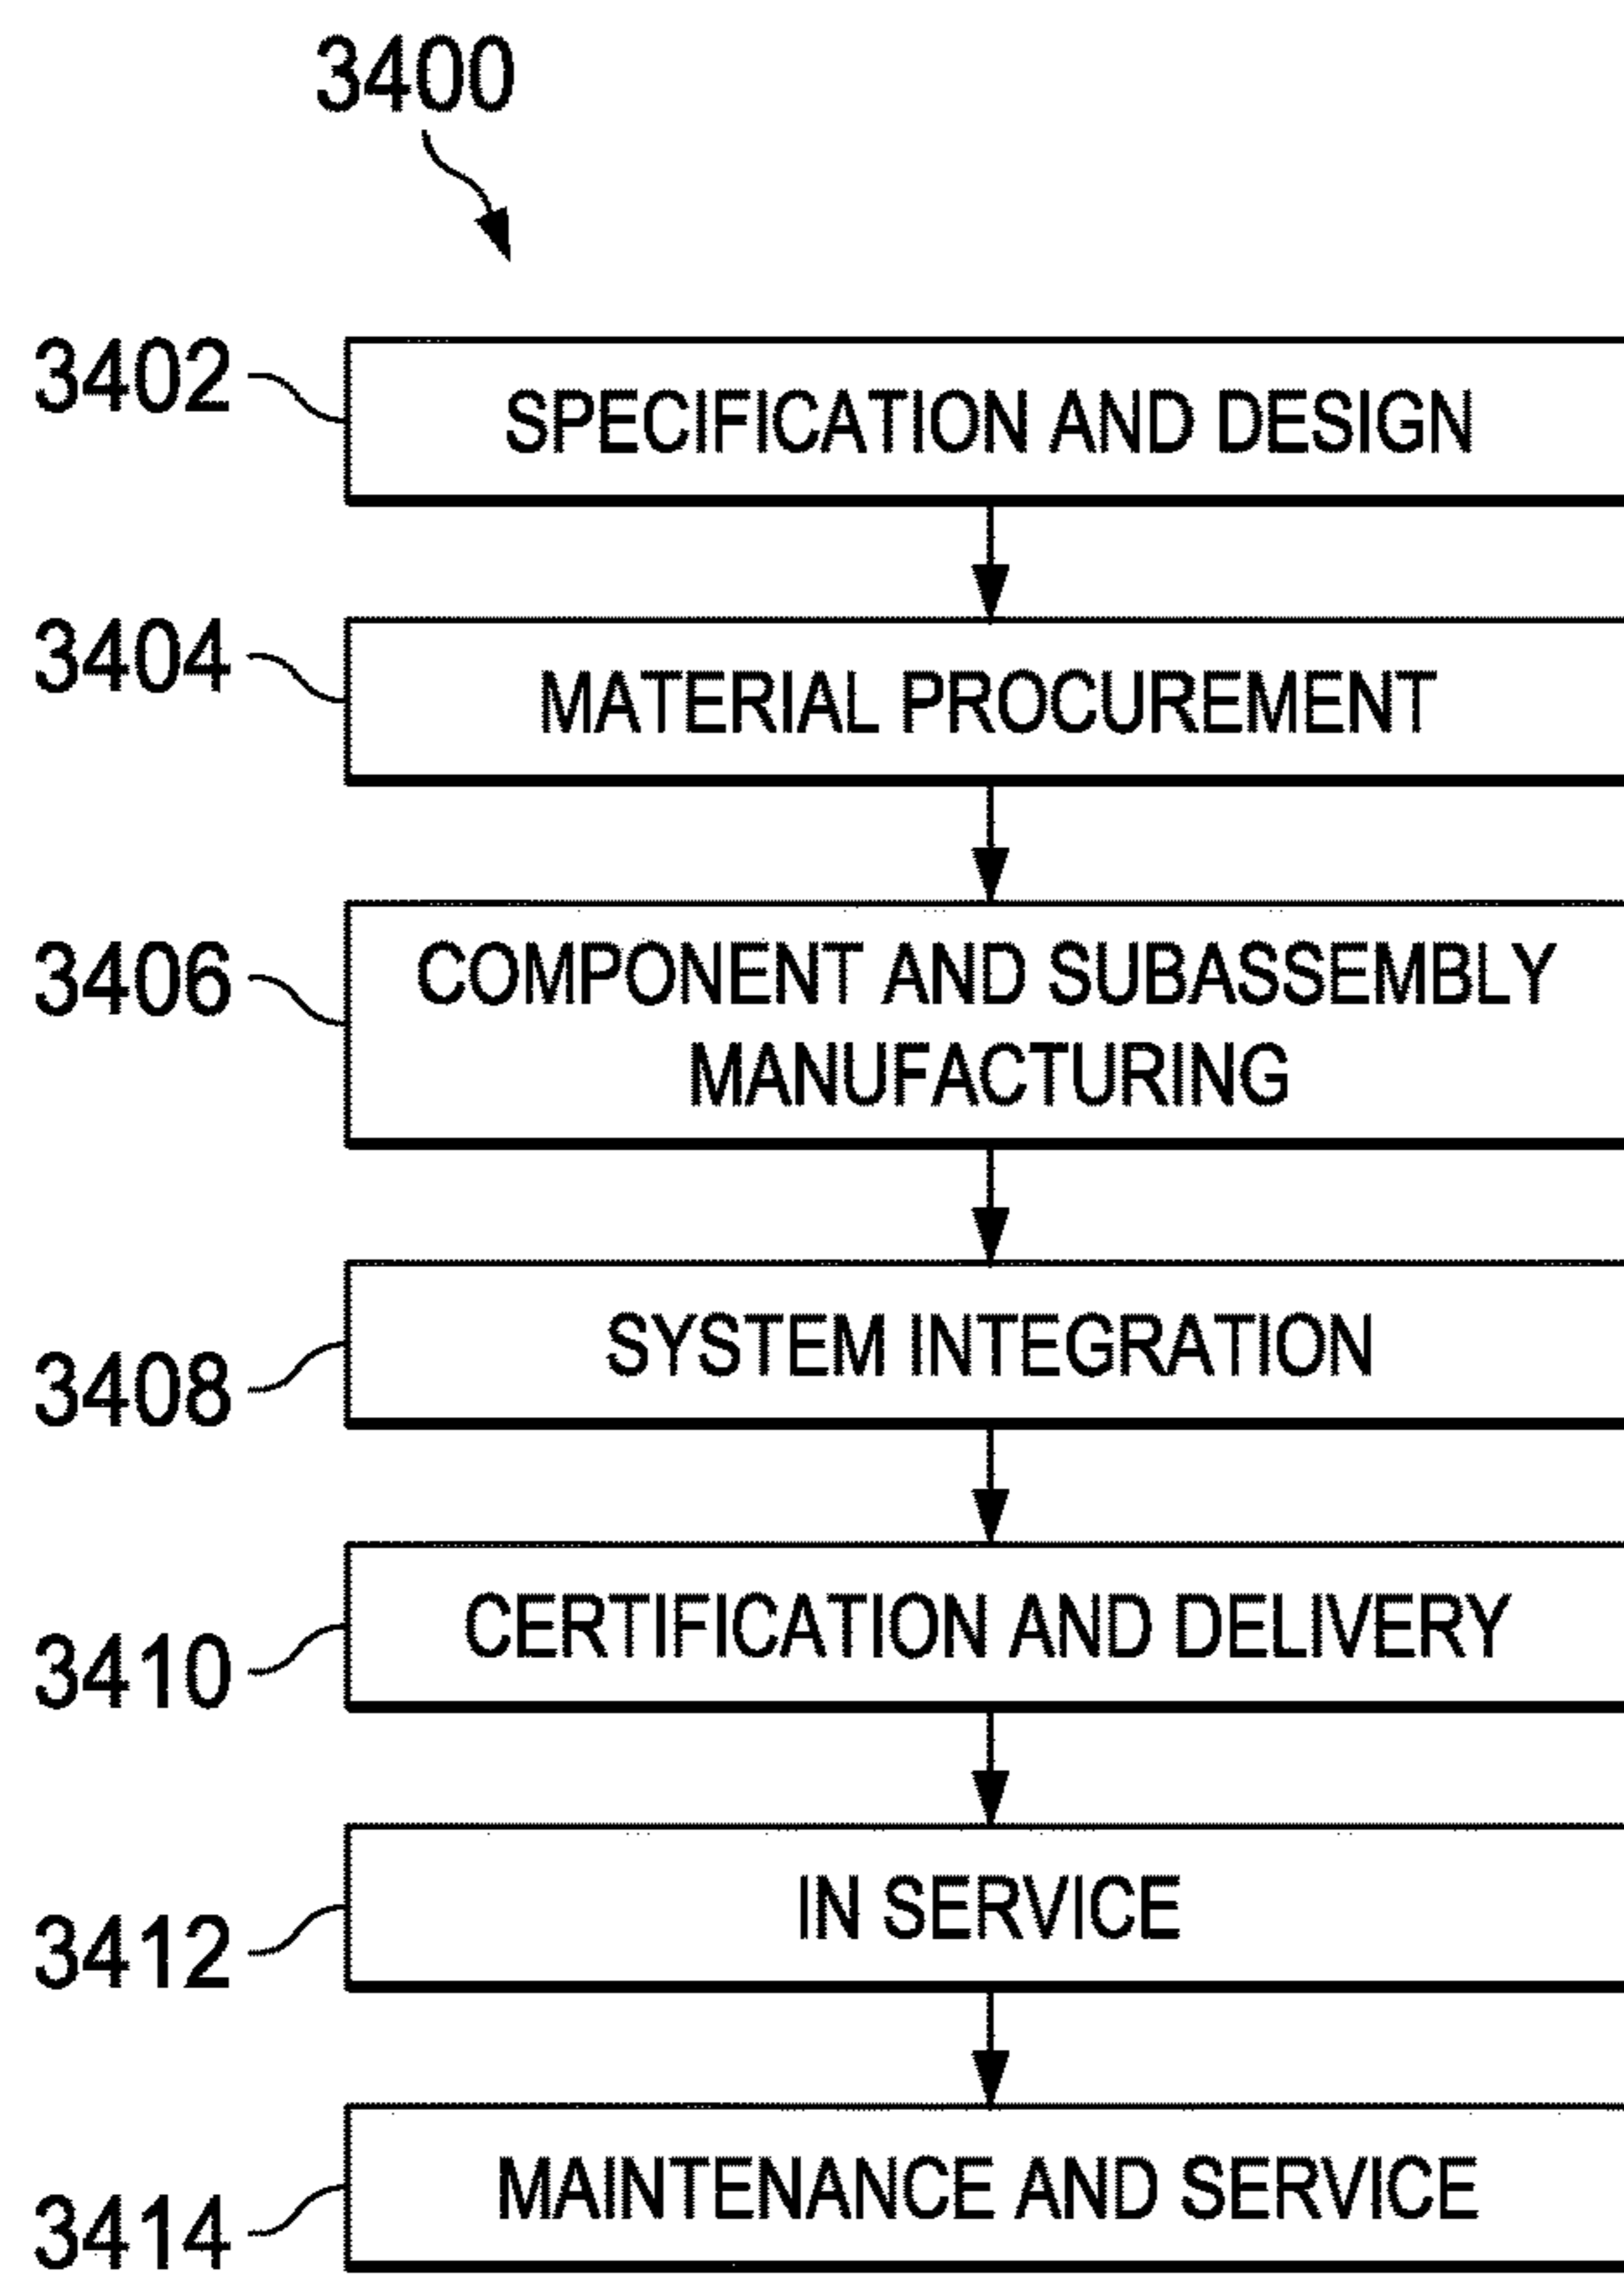 3400
3402
SPECIFICATION AND DESIGN
3404
MATERIAL PROCUREMENT
3406
COMPONENT AND SUBASSEMBLY
MANUFACTURING
3408
SYSTEM INTEGRATION
3410
CERTIFICATION AND DELIVERY
3412
IN SERVICE
3414
MAINTENANCE AND SERVICE